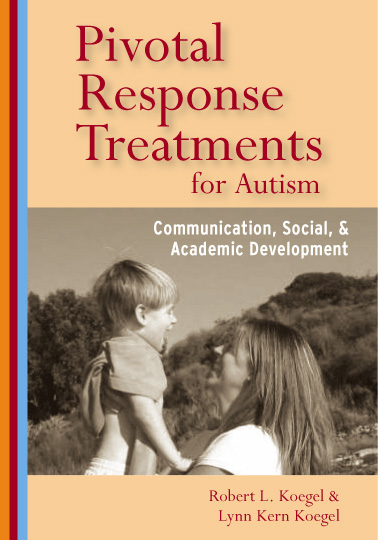 Pivotal
Response
Treatments
for Autism
Communication, Social, &
Academic Development
Robert L. Koegel &
Lynn Kern Koegel